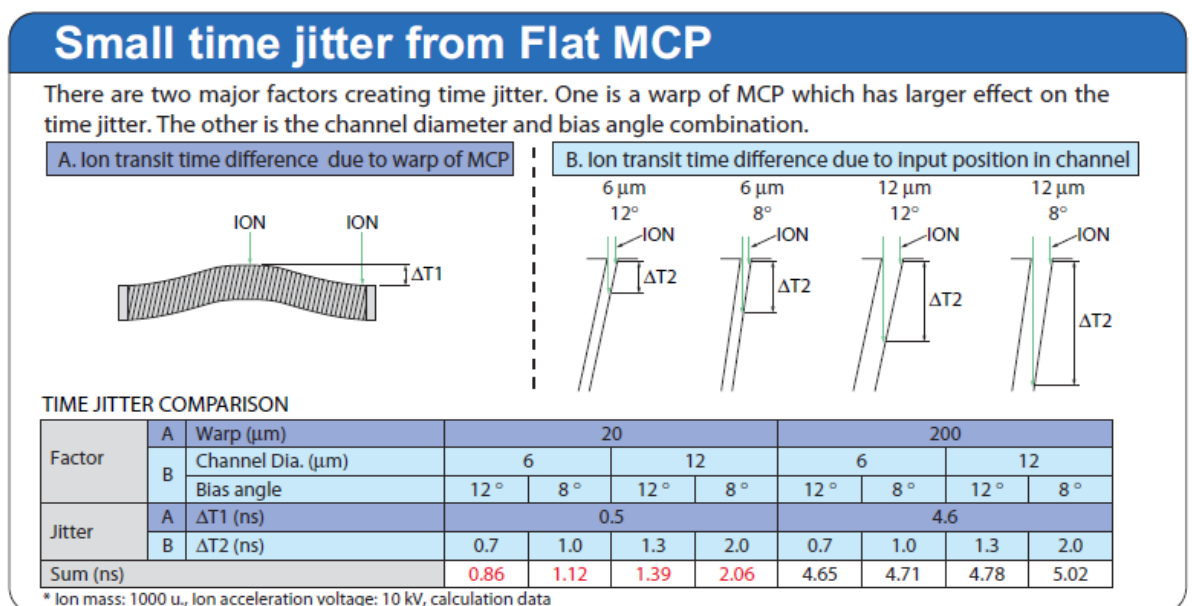 Small time jitter from Flat MCP
There are two major factors creating time jitter. One is a warp of MCP which has larger effect on the
time jitter. The other is the channel diameter and bias angle combination.
A. Ion transit time difference due to warp of MCP
B. Ion transit time difference due to input position in channel
ION ION
ΔT1
6 μm 6 μm 12 μm 12 μm
12° 8° 12° 8°
ION ION ION ION
ΔT2 ΔT2 ΔT2 ΔT2
TIME JITTER COMPARISON
Factor A Warp (μm) 20 200
B Channel Dia. (μm) 6 12 6 12
Bias angle 12° 8° 12° 8° 12° 8° 12° 8°
Jitter A ΔT1 (ns) 0.5 4.6
B ΔT2 (ns) 0.7 1.0 1.3 2.0 0.7 1.0 1.3 2.0
Sum (ns) 0.86 1.12 1.39 2.06 4.65 4.71 4.78 5.02
* Ion mass: 1000 u., Ion acceleration voltage: 10 kV, calculation data